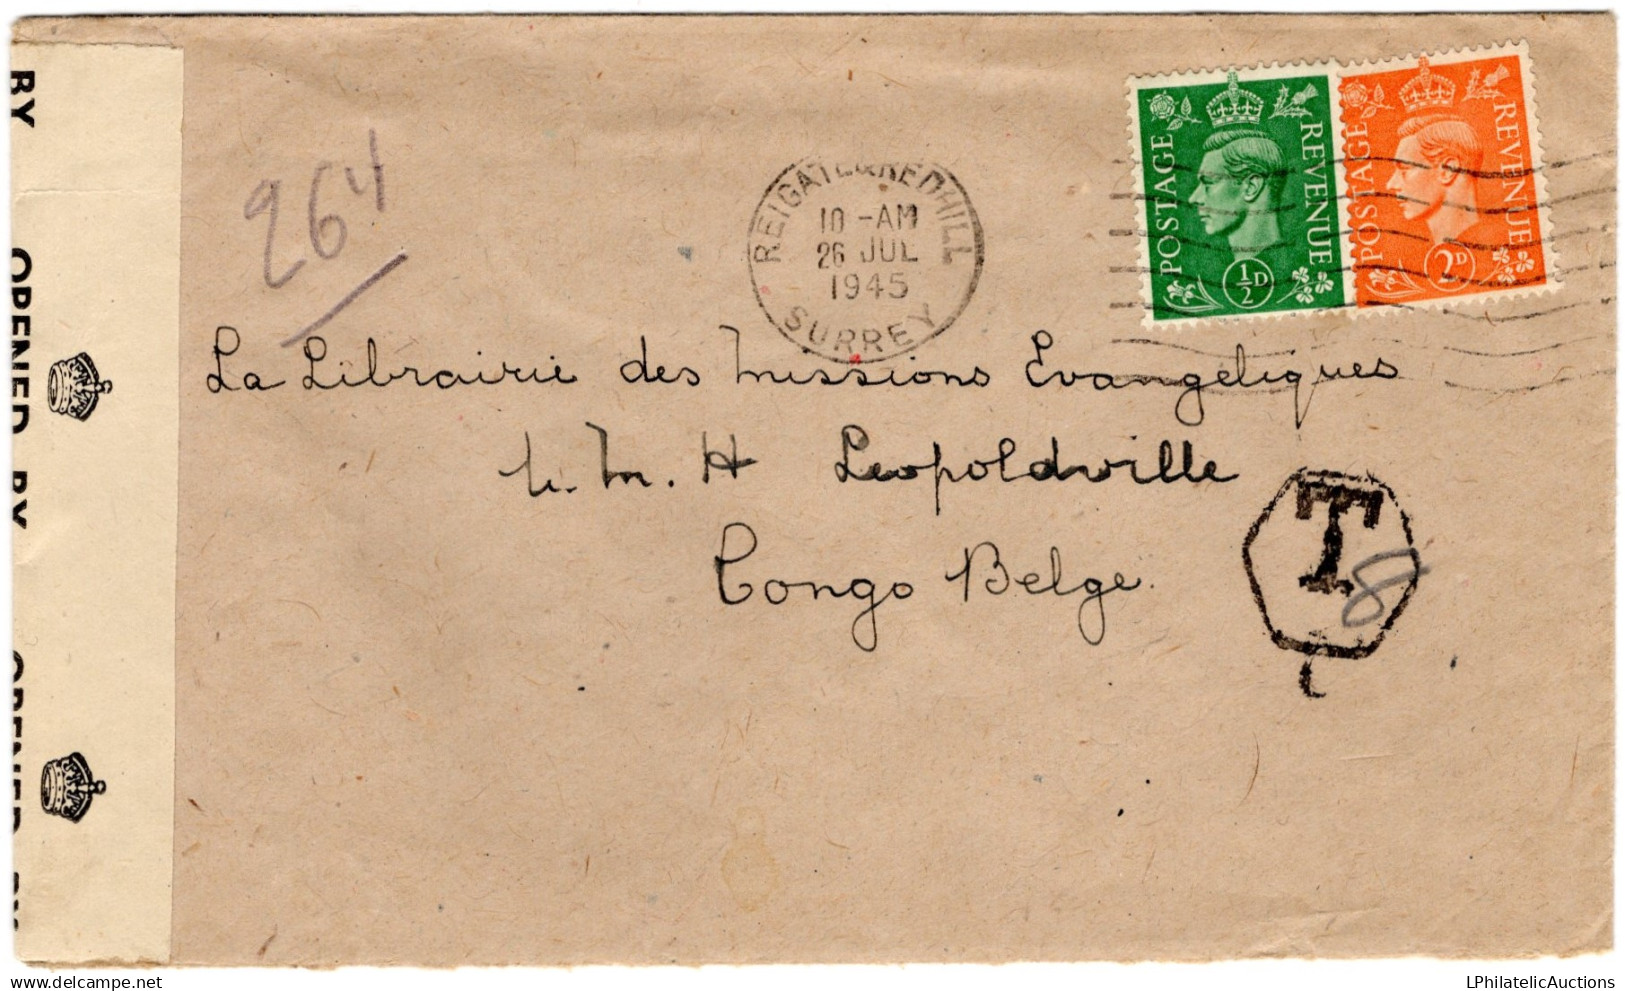 BY
OPENED BY
OPENED BY
264
REIGATE & REDHILL
10-AM
26 JUL
1945
SURREY
POSTAGE REVENUE
½D
POSTAGE REVENUE
2D
La Librairie des Missions Evangeliques
L.M.H Leopoldville
Congo Belge.
T
8
LPhilatelicAuctions